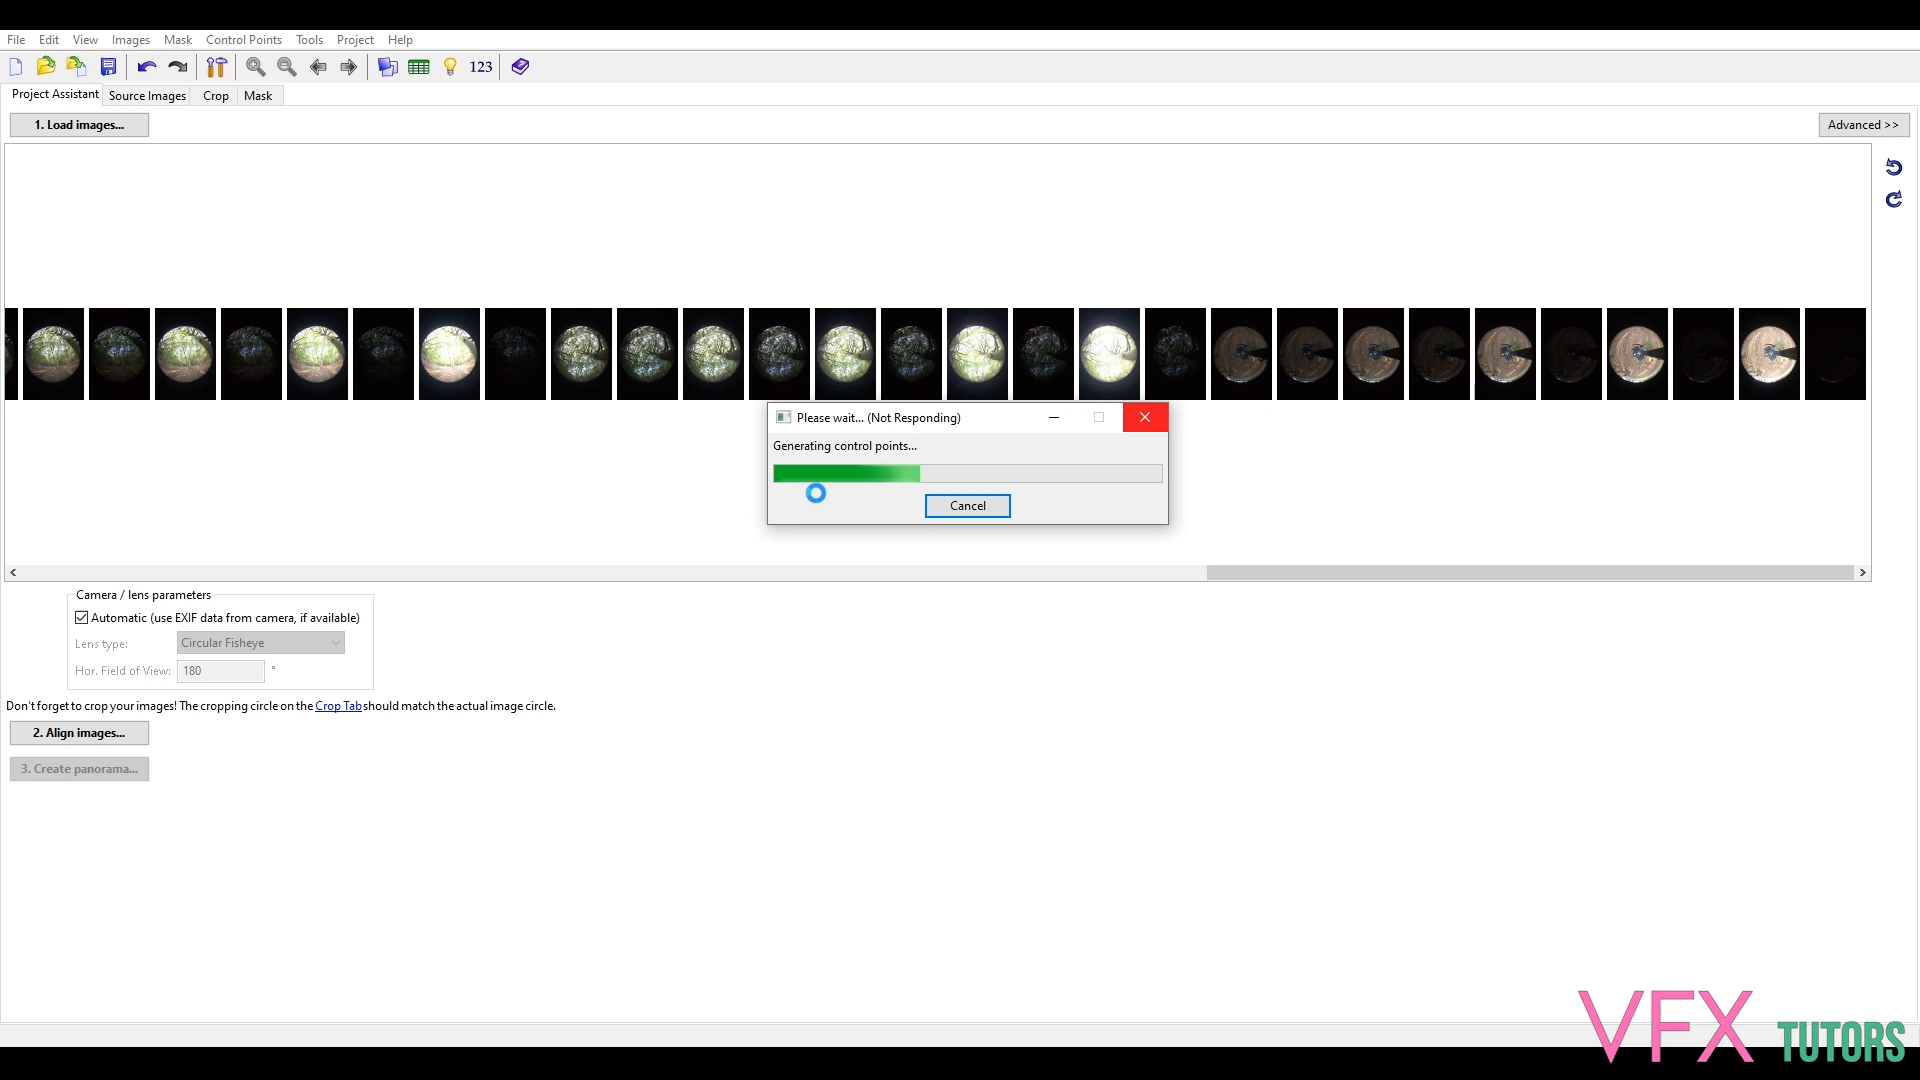 File Edit View Images Mask Control Points Tools Project Help
123
Project Assistant Source Images Crop Mask
1. Load images... Advanced >>
Please wait... (Not Responding)
Generating control points...
Cancel
Camera / lens parameters
Automatic (use EXIF data from camera, if available)
Lens type: Circular Fisheye
Hor. Field of View: 180 °
Don't forget to crop your images! The cropping circle on the Crop Tab should match the actual image circle.
2. Align images...
3. Create panorama...
VFX TUTORS